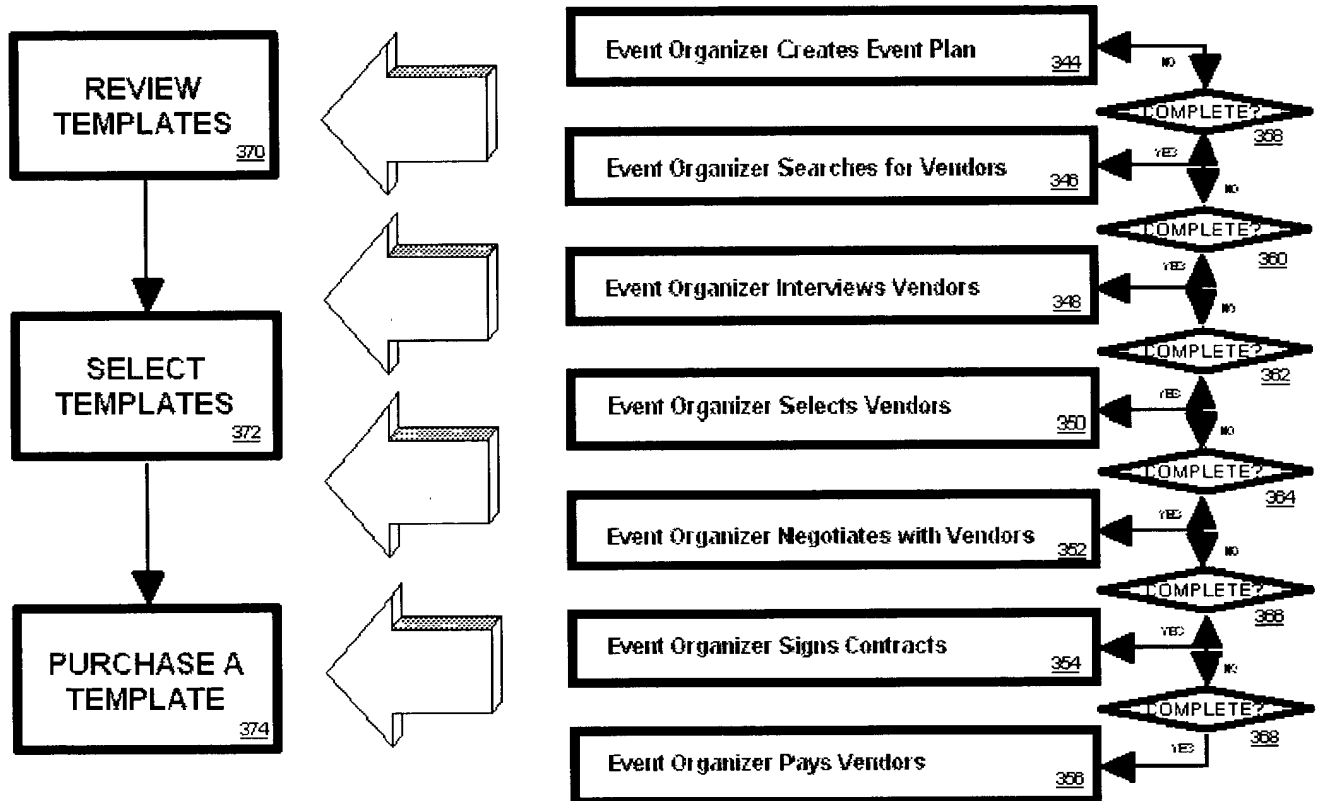 REVIEW
TEMPLATES
370
SELECT
TEMPLATES
372
PURCHASE A
TEMPLATE
374
Event Organizer Creates Event Plan
344
NO
COMPLETE?
358
Event Organizer Searches for Vendors
346
YES
NO
COMPLETE?
360
Event Organizer Interviews Vendors
348
YES
NO
COMPLETE?
362
Event Organizer Selects Vendors
350
YES
NO
COMPLETE?
364
Event Organizer Negotiates with Vendors
352
YES
NO
COMPLETE?
366
Event Organizer Signs Contracts
354
YES
NO
COMPLETE?
368
Event Organizer Pays Vendors
356
YES